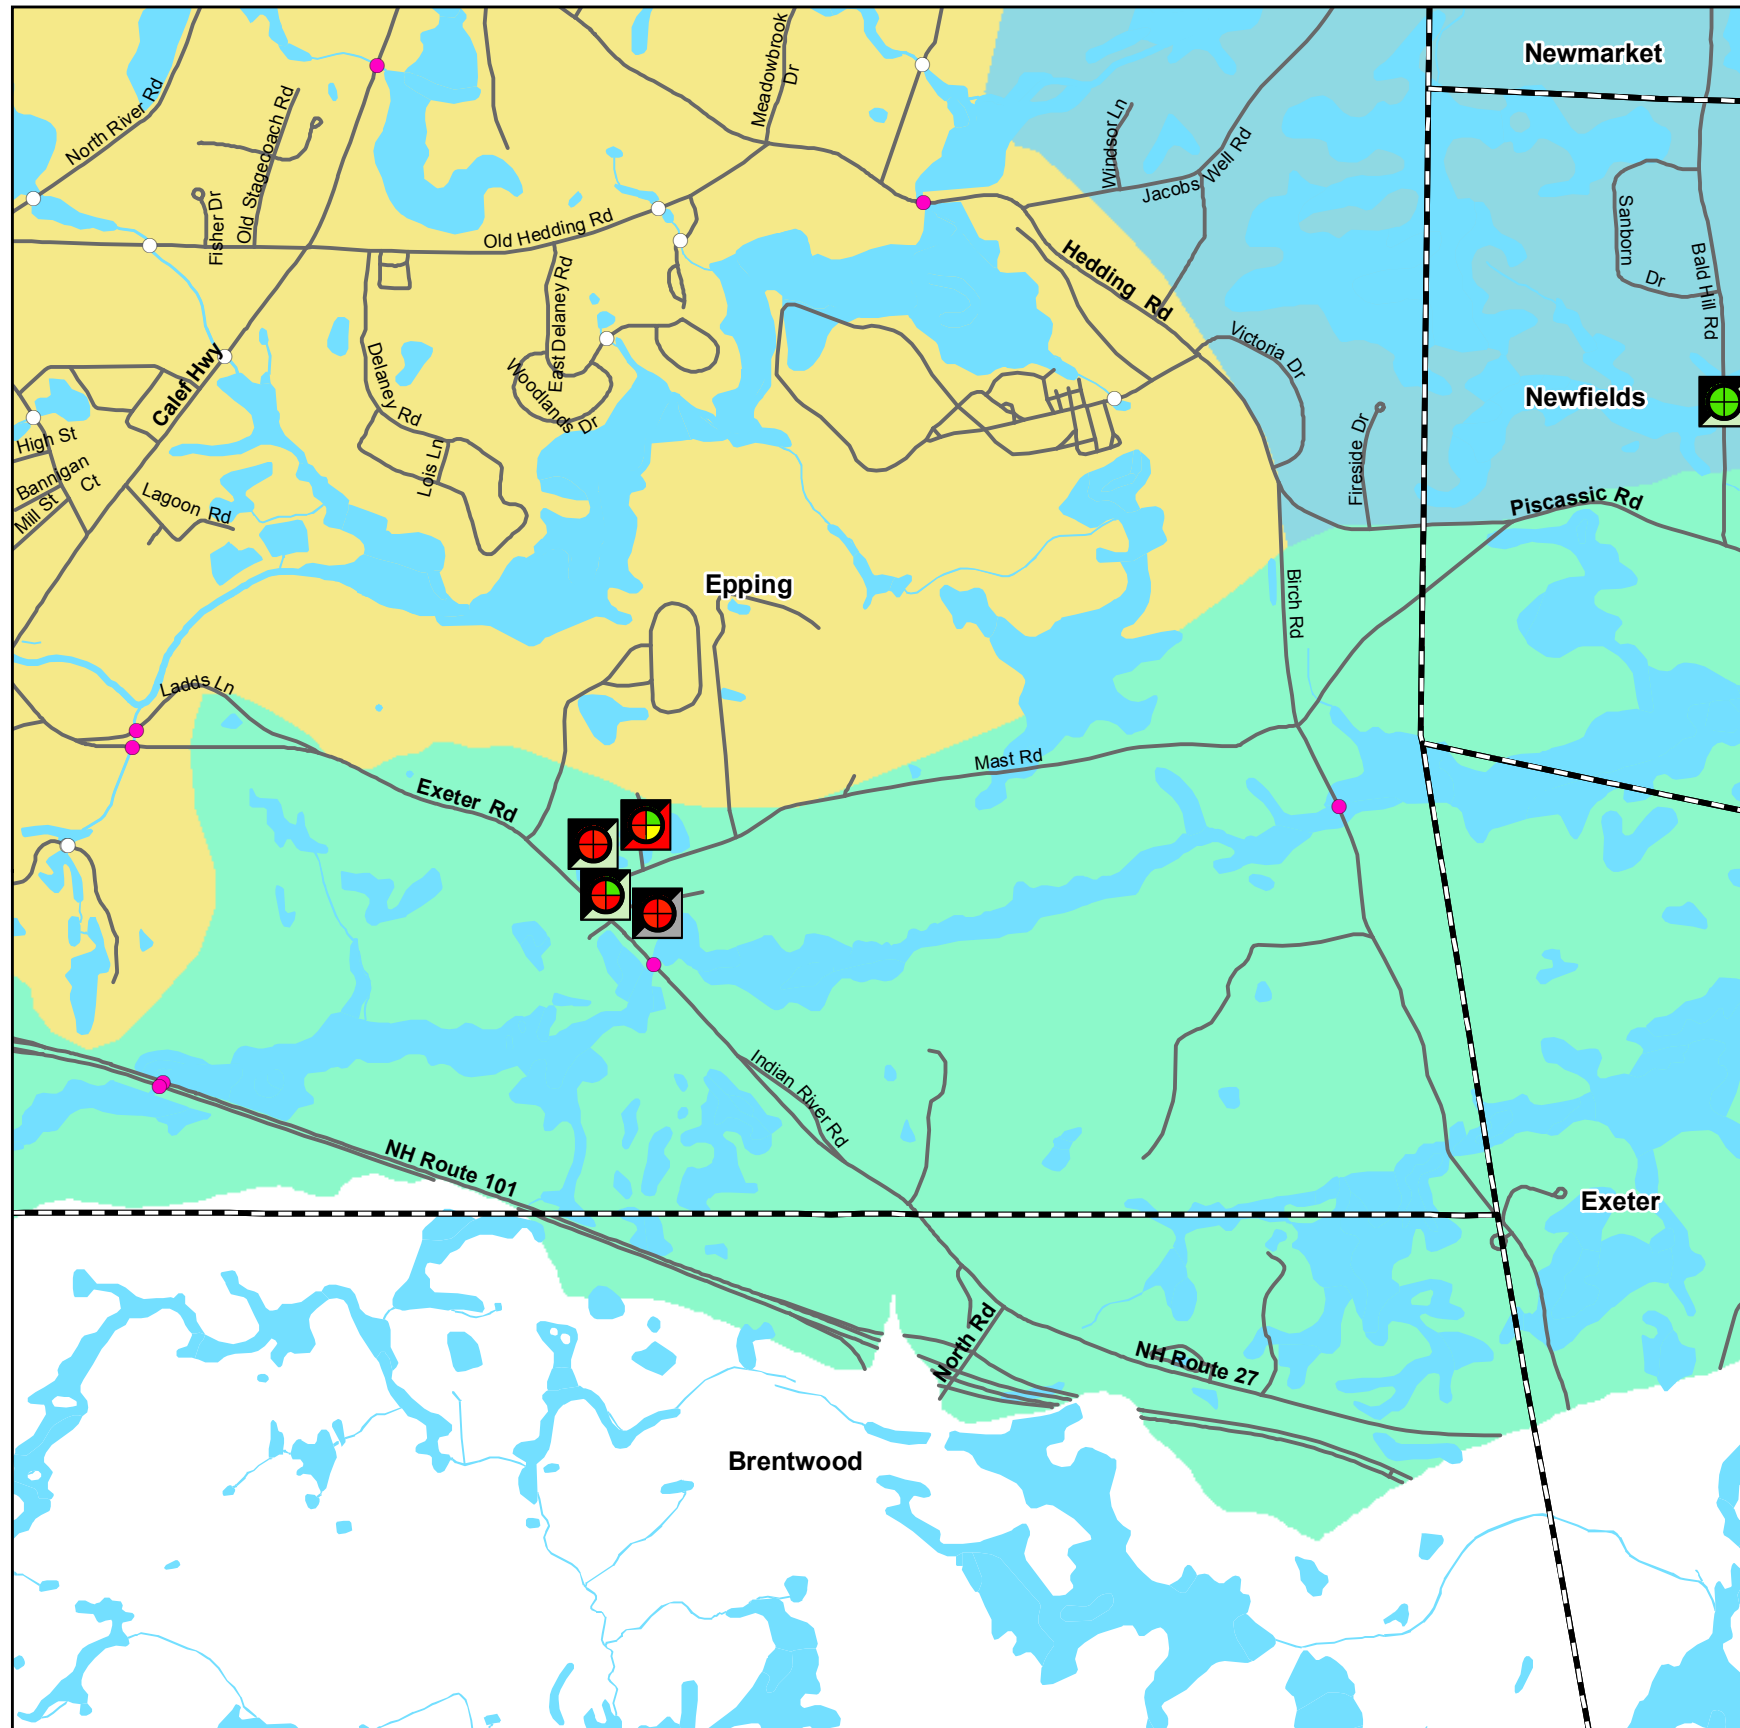 Newmarket
Meadowbrook
Dr
North River Rd
Old Stagecoach Rd
Windsor Ln
Jacobs Well Rd
Fisher Dr
Old Hedding Rd
Sanborn
Dr
Bald Hill Rd
Hedding Rd
East Delaney Rd
Victoria Dr
Calef Hwy
Delaney Rd
Woodlands Dr
Newfields
High St
Bannigan
Ct
Mill St
Lois Ln
Lagoon Rd
Fireside Dr
Piscassic Rd
Epping
Birch Rd
Ladds Ln
Mast Rd
Exeter Rd
Indian River Rd
NH Route 101
Exeter
North Rd
NH Route 27
Brentwood